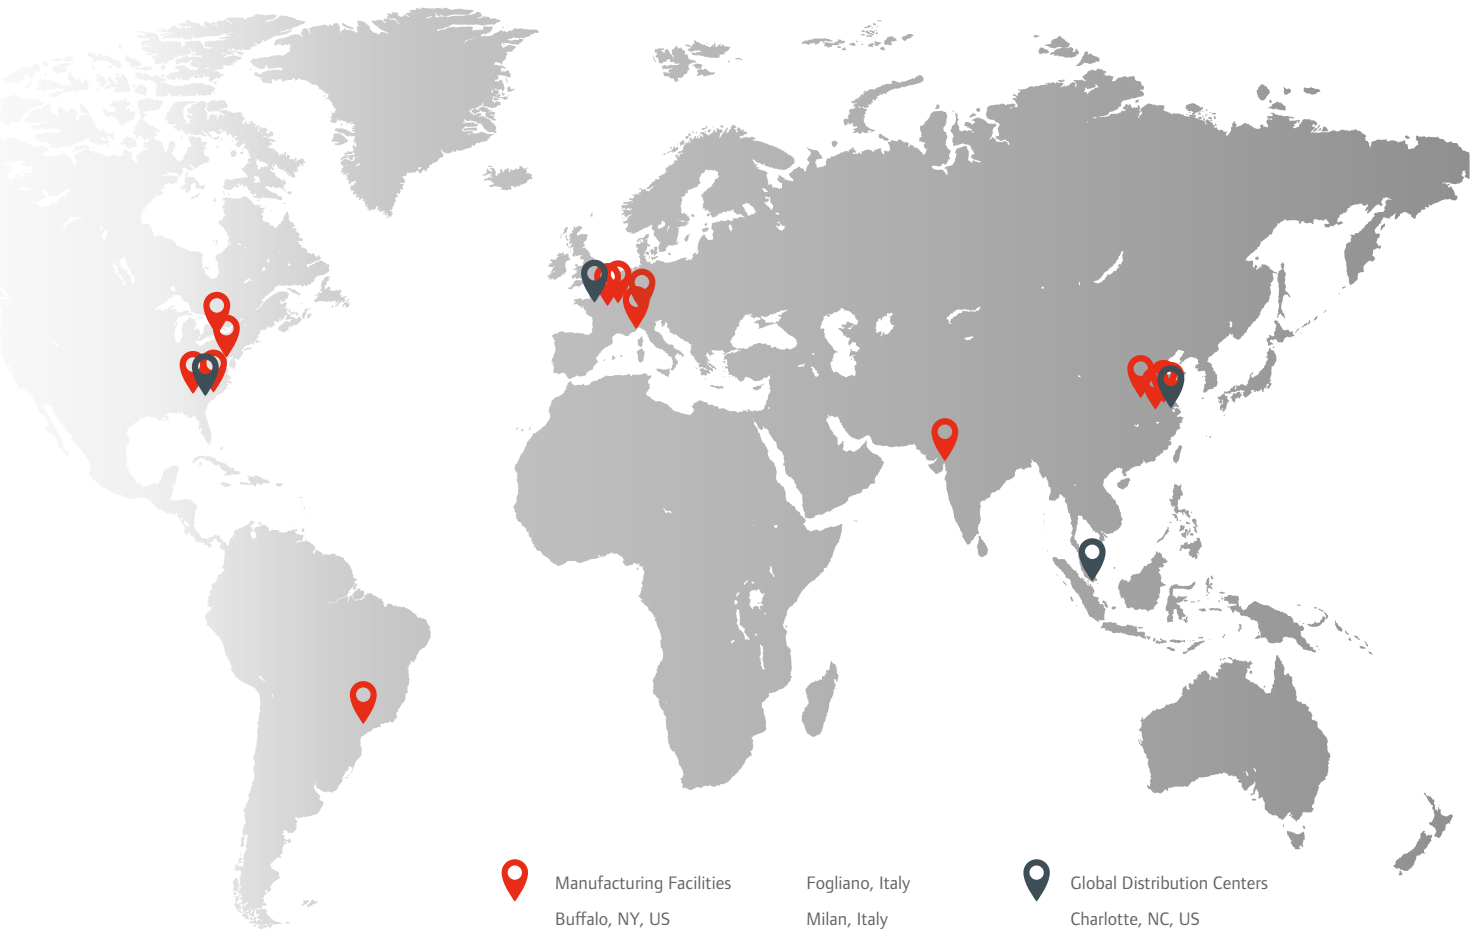 Manufacturing Facilities
Buffalo, NY, US
Fogliano, Italy
Milan, Italy
Global Distribution Centers
Charlotte, NC, US